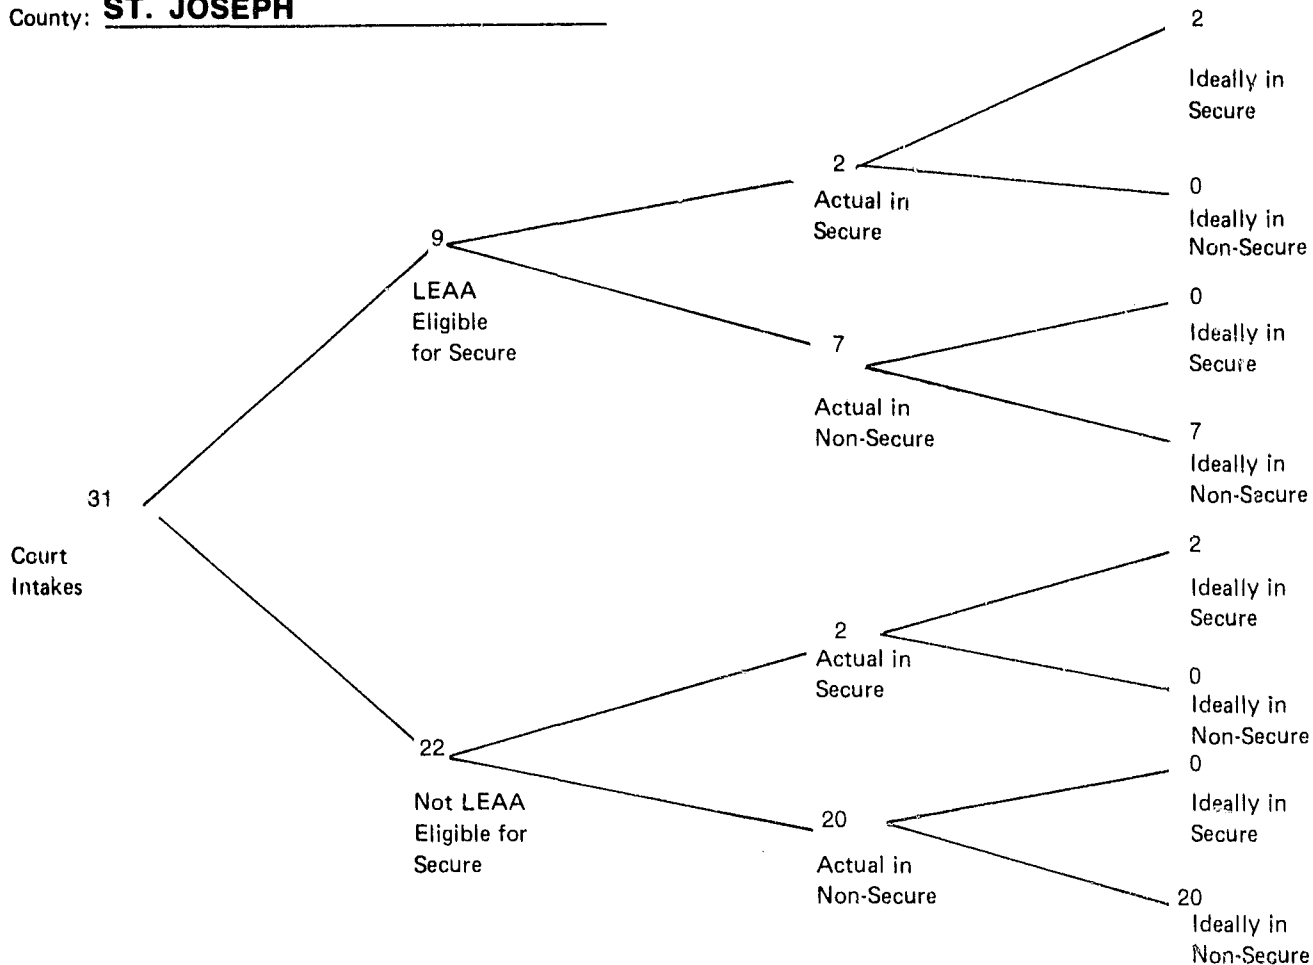 County: ST. JOSEPH
2
Ideally in
Secure
2
Actual in
Secure
0
Ideally in
Non-Secure
9
LEAA
Eligible
for Secure
0
Ideally in
Secure
7
Actual in
Non-Secure
7
Ideally in
Non-Secure
31
Court
Intakes
2
Ideally in
Secure
2
Actual in
Secure
0
Ideally in
Non-Secure
22
Not LEAA
Eligible for
Secure
0
Ideally in
Secure
20
Actual in
Non-Secure
20
Ideally in
Non-Secure